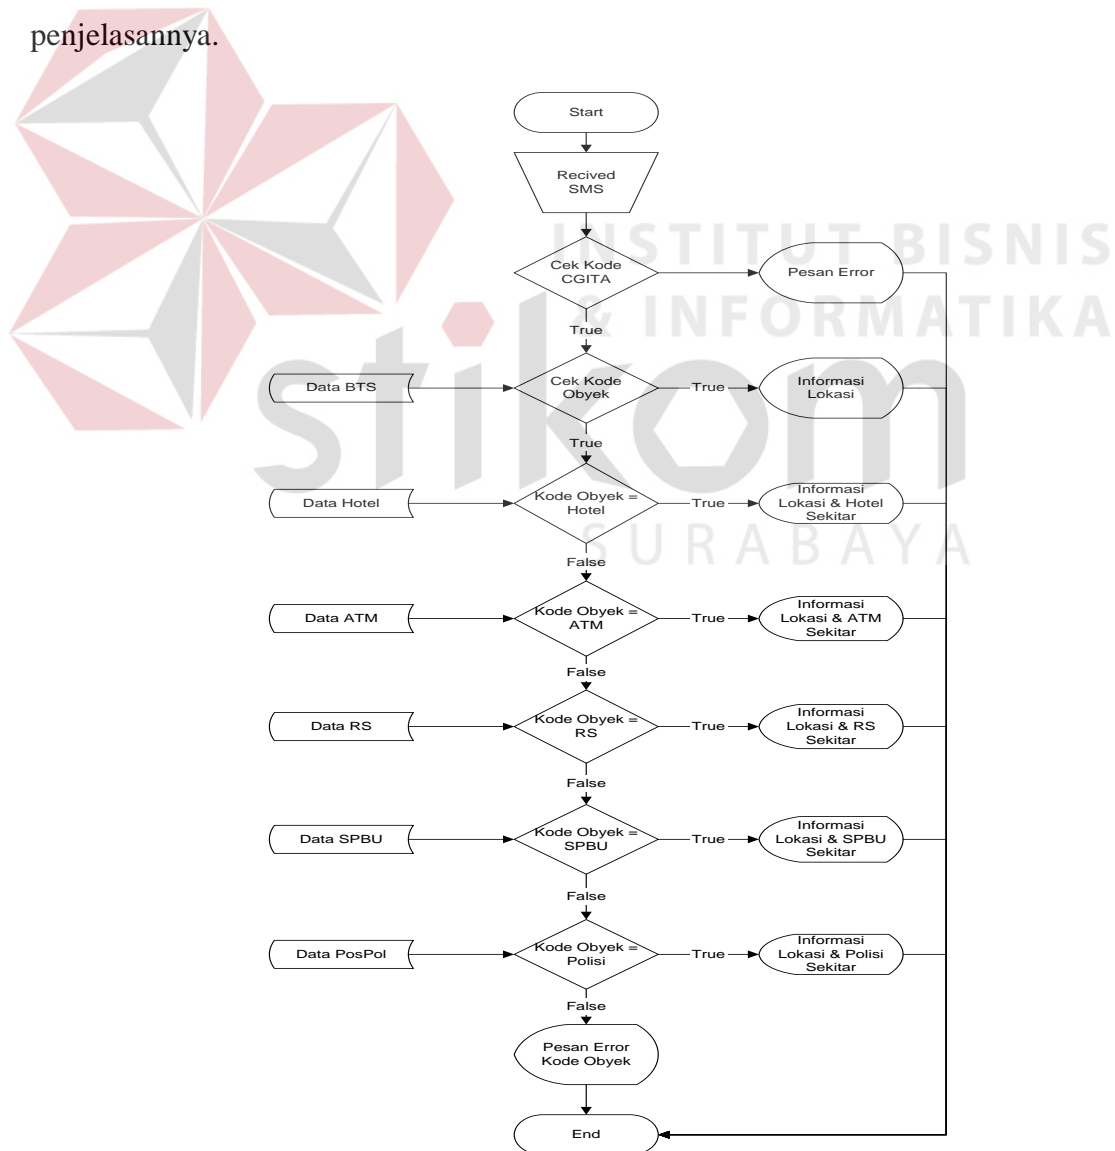 penjelasannya.
Start
Recived
SMS
INSTITUT BISNIS
& INFORMATIKA
stikom
SURABAYA
Cek Kode
CGITA
Pesan Error
True
Data BTS
Cek Kode
Obyek
True
Informasi
Lokasi
True
Data Hotel
Kode Obyek =
Hotel
True
Informasi
Lokasi & Hotel
Sekitar
False
Data ATM
Kode Obyek =
ATM
True
Informasi
Lokasi & ATM
Sekitar
False
Data RS
Kode Obyek =
RS
True
Informasi
Lokasi & RS
Sekitar
False
Data SPBU
Kode Obyek =
SPBU
True
Informasi
Lokasi & SPBU
Sekitar
False
Data PosPol
Kode Obyek =
Polisi
True
Informasi
Lokasi & Polisi
Sekitar
False
Pesan Error
Kode Obyek
End